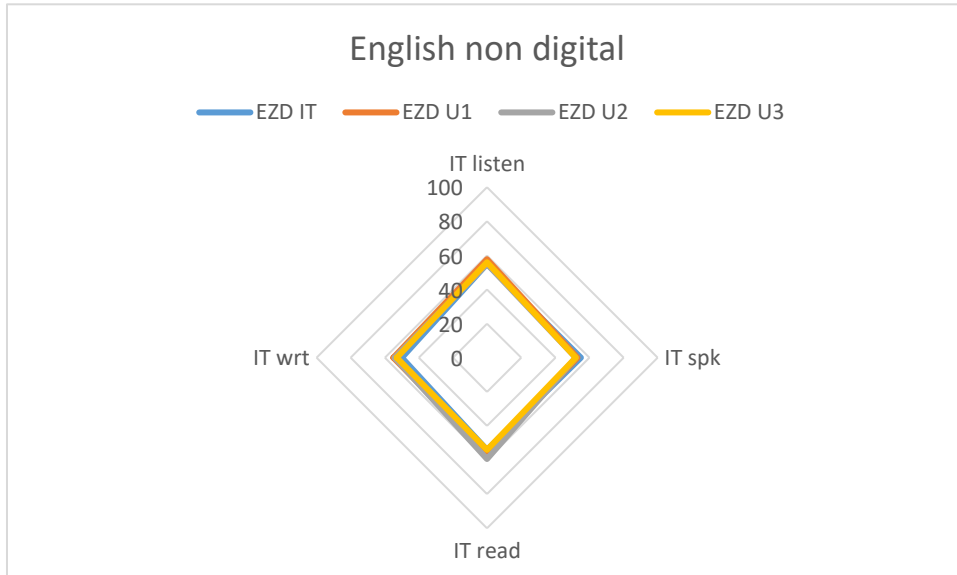 English non digital
EZD IT EZD U1 EZD U2 EZD U3
IT listen
100
80
60
40
20
0
IT wrt
IT spk
IT read